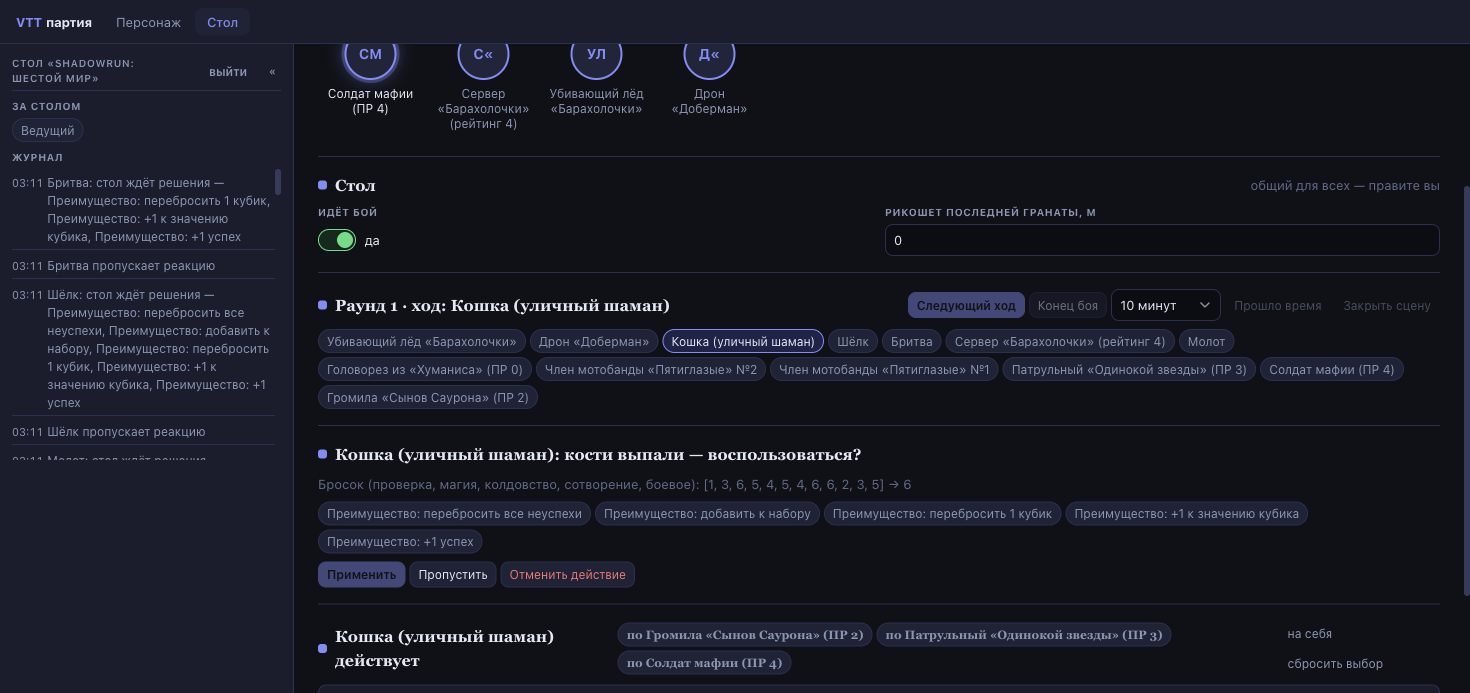 VTT партия
Персонаж
Стол
СТОЛ «SHADOWRUN:
ШЕСТОЙ МИР»
выйти
«
ЗА СТОЛОМ
Ведущий
ЖУРНАЛ
03:11 Бритва: стол ждёт решения —
Преимущество: перебросить 1 кубик,
Преимущество: +1 к значению
кубика, Преимущество: +1 успех
03:11 Бритва пропускает реакцию
03:11 Шёлк: стол ждёт решения —
Преимущество: перебросить все
неуспехи, Преимущество: добавить к
набору, Преимущество: перебросить
1 кубик, Преимущество: +1 к
значению кубика, Преимущество: +1
успех
03:11 Шёлк пропускает реакцию
03:11 Молот: стол ждёт решения
СМ
С«
УЛ
Д«
Солдат мафии
(ПР 4)
Сервер
«Барахолочки»
(рейтинг 4)
Убивающий лёд
«Барахолочки»
Дрон
«Доберман»
Стол
общий для всех — правите вы
ИДЁТ БОЙ
да
РИКОШЕТ ПОСЛЕДНЕЙ ГРАНАТЫ, М
0
Раунд 1 · ход: Кошка (уличный шаман)
Следующий ход
Конец боя
10 минут
Прошло время
Закрыть сцену
Убивающий лёд «Барахолочки»
Дрон «Доберман»
Кошка (уличный шаман)
Шёлк
Бритва
Сервер «Барахолочки» (рейтинг 4)
Молот
Головорез из «Хуманиса» (ПР 0)
Член мотобанды «Пятиглазые» №2
Член мотобанды «Пятиглазые» №1
Патрульный «Одинокой звезды» (ПР 3)
Солдат мафии (ПР 4)
Громила «Сынов Саурона» (ПР 2)
Кошка (уличный шаман): кости выпали — воспользоваться?
Бросок (проверка, магия, колдовство, сотворение, боевое): [1, 3, 6, 5, 4, 5, 4, 6, 6, 2, 3, 5] → 6
Преимущество: перебросить все неуспехи
Преимущество: добавить к набору
Преимущество: перебросить 1 кубик
Преимущество: +1 к значению кубика
Преимущество: +1 успех
Применить
Пропустить
Отменить действие
Кошка (уличный шаман)
действует
по Громила «Сынов Саурона» (ПР 2)
по Патрульный «Одинокой звезды» (ПР 3)
по Солдат мафии (ПР 4)
на себя
сбросить выбор